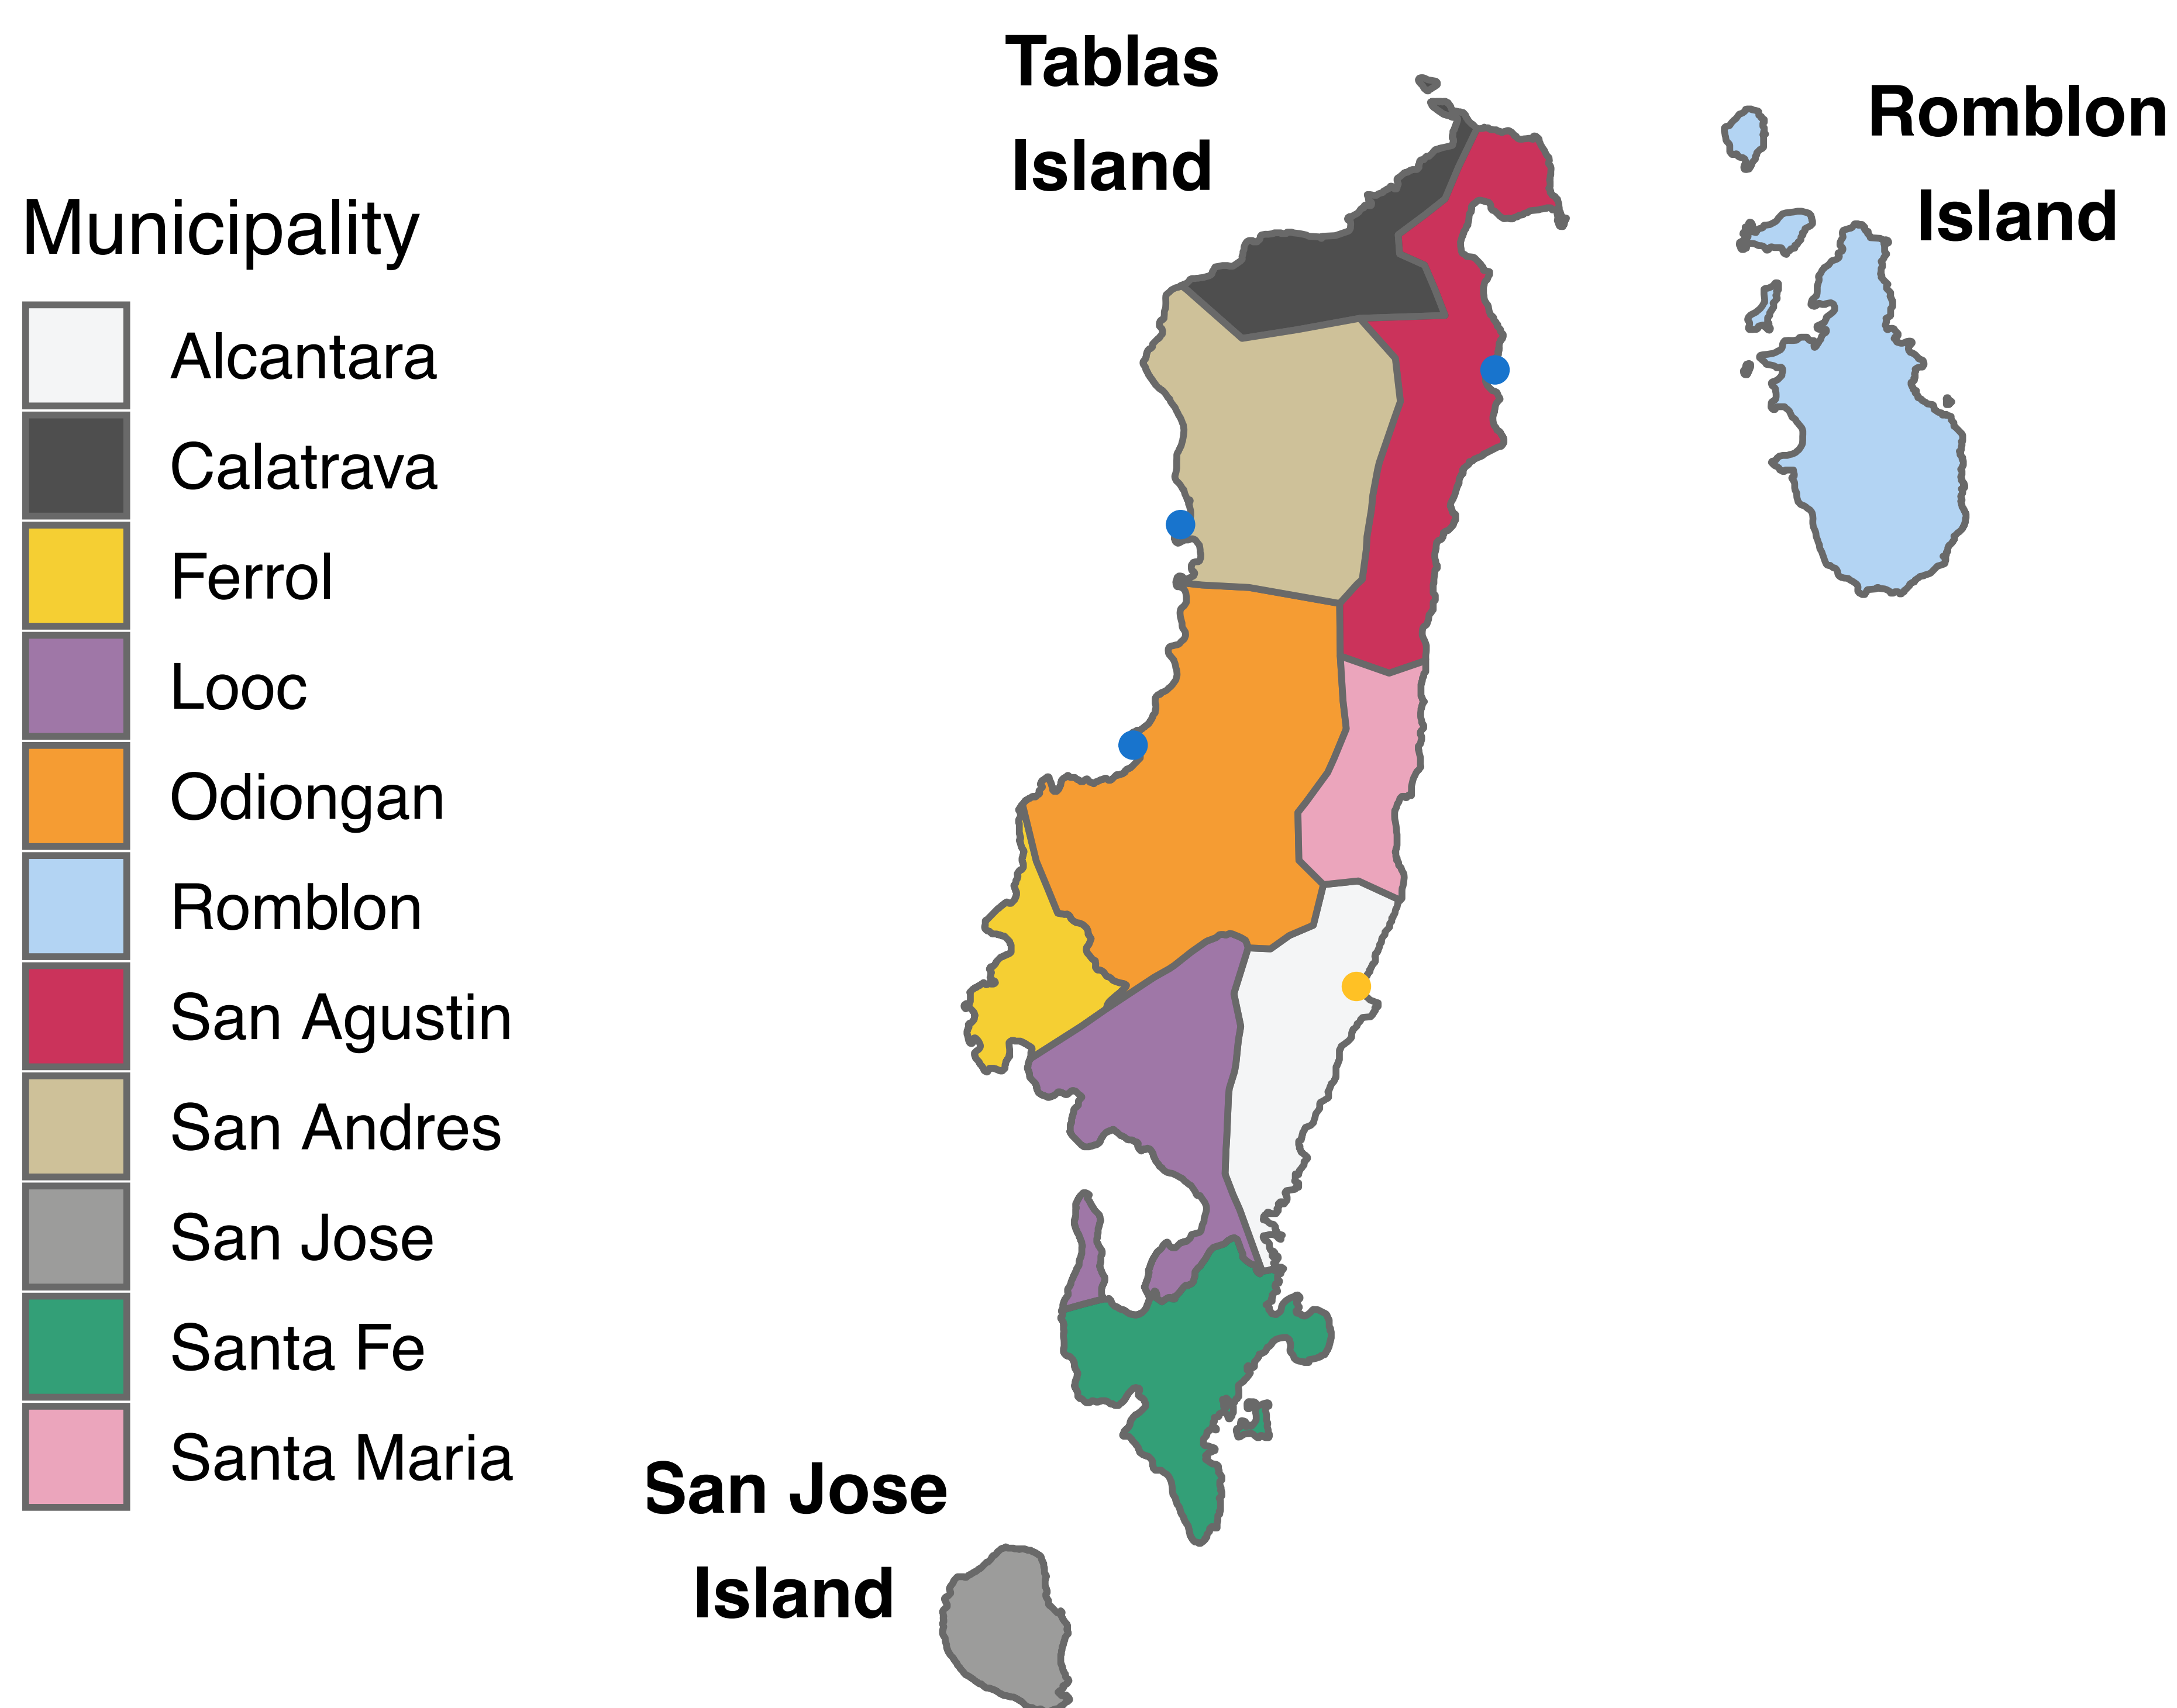 Tablas
Island
Romblon
Island
Municipality
Alcantara
Calatrava
Ferrol
Looc
Odiongan
Romblon
San Agustin
San Andres
San Jose
Santa Fe
Santa Maria
San Jose
Island